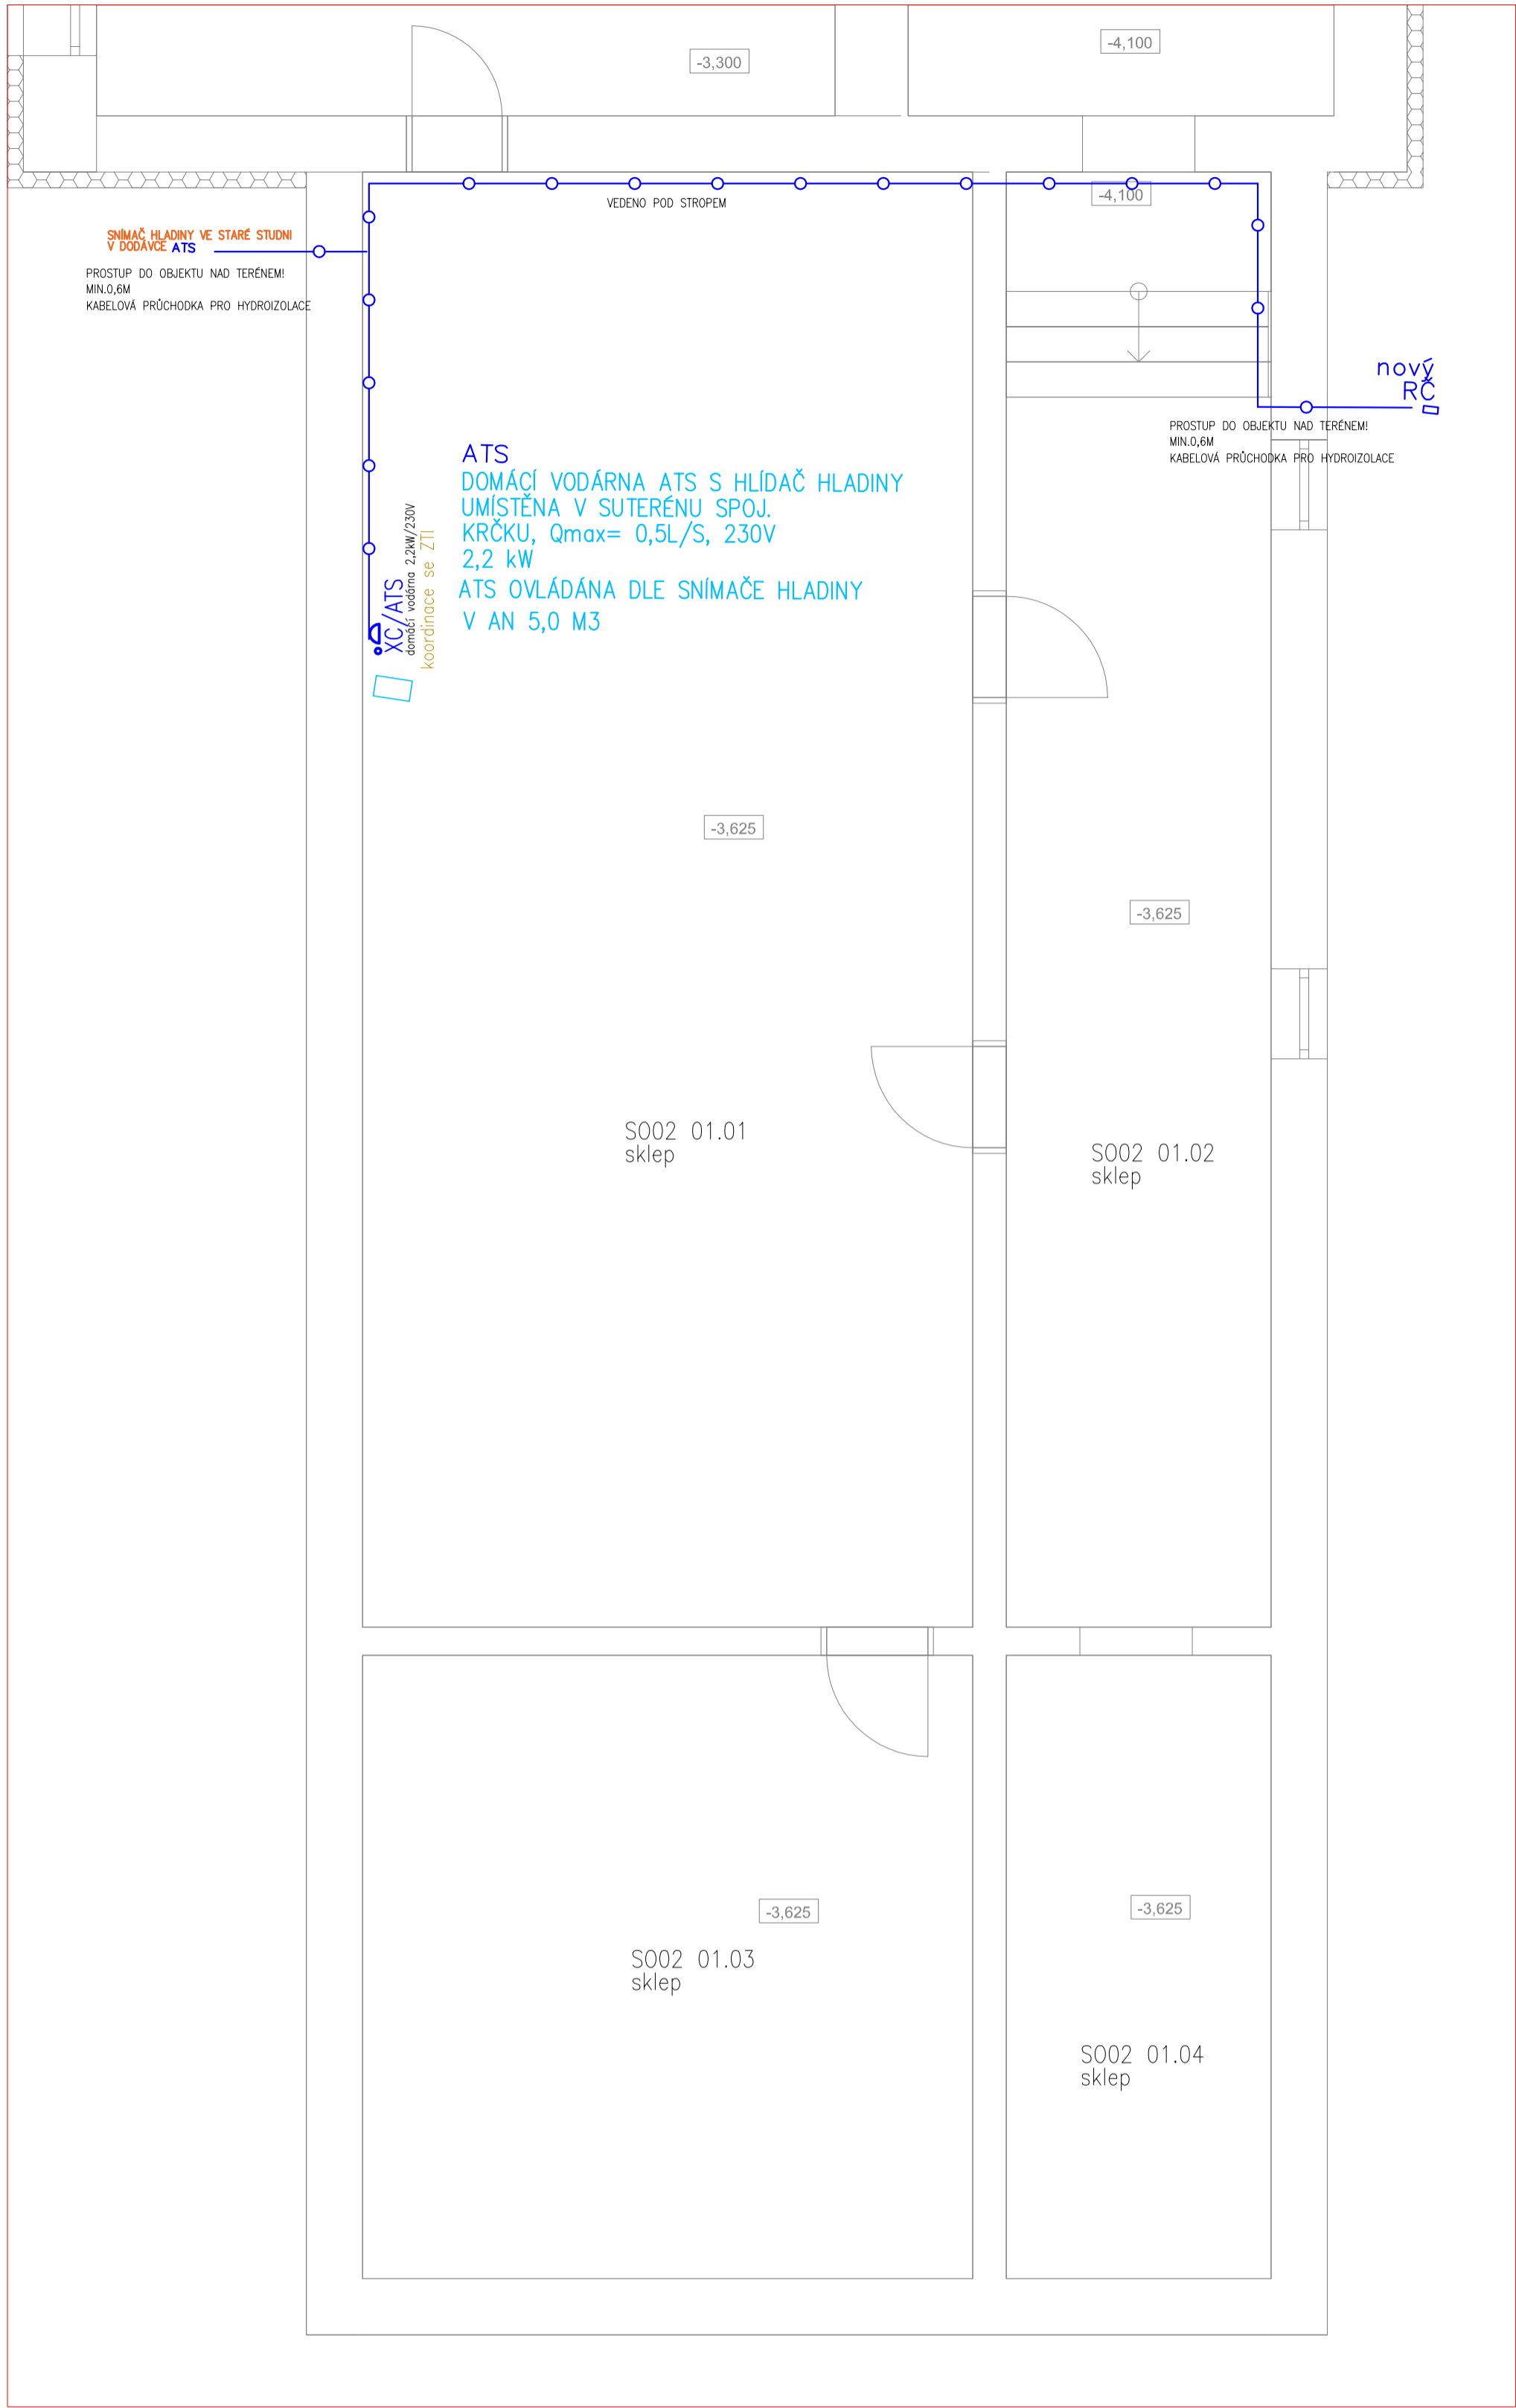 -3,300
-4,100
-4,100
VEDENO POD STROPEM
SNÍMAČ HLADINY VE STARÉ STUDNI
V DODÁVCE ATS
PROSTUP DO OBJEKTU NAD TERÉNEM!
MIN.0,6M
KABELOVÁ PRŮCHODKA PRO HYDROIZOLACE
nový
RČ
PROSTUP DO OBJEKTU NAD TERÉNEM!
MIN.0,6M
KABELOVÁ PRŮCHODKA PRO HYDROIZOLACE
ATS
DOMÁCÍ VODÁRNA ATS S HLÍDAČ HLADINY
UMÍSTĚNA V SUTERÉNU SPOJ.
KRČKU, Qmax= 0,5L/S, 230V
2,2 kW
ATS OVLÁDÁNA DLE SNÍMAČE HLADINY
V AN 5,0 M3
XC/ATS
domácí vodárna 2,2kW/230V
koordinace se ZTI
-3,625
-3,625
SO02 01.01
sklep
SO02 01.02
sklep
-3,625
-3,625
SO02 01.03
sklep
SO02 01.04
sklep